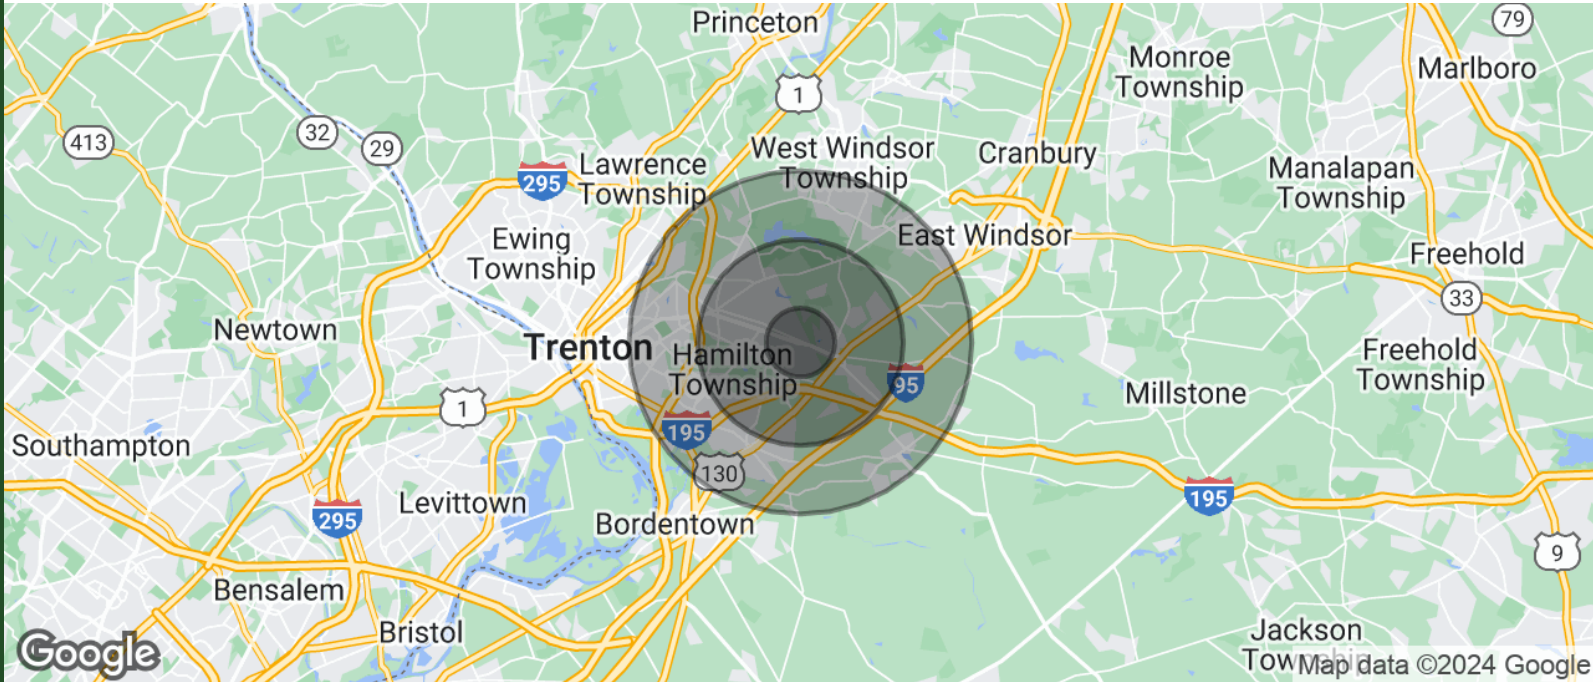 Princeton
79
Monroe
Township
Marlboro
1
413
32
29
West Windsor
Township
Cranbury
Lawrence
Township
295
Manalapan
Township
East Windsor
Ewing
Township
Freehold
33
Newtown
Trenton
Hamilton
Township
Freehold
Township
95
Millstone
1
195
Southampton
130
195
Levittown
295
Bordentown
9
Bensalem
Bristol
Jackson
Township
Google
Map data ©2024 Google